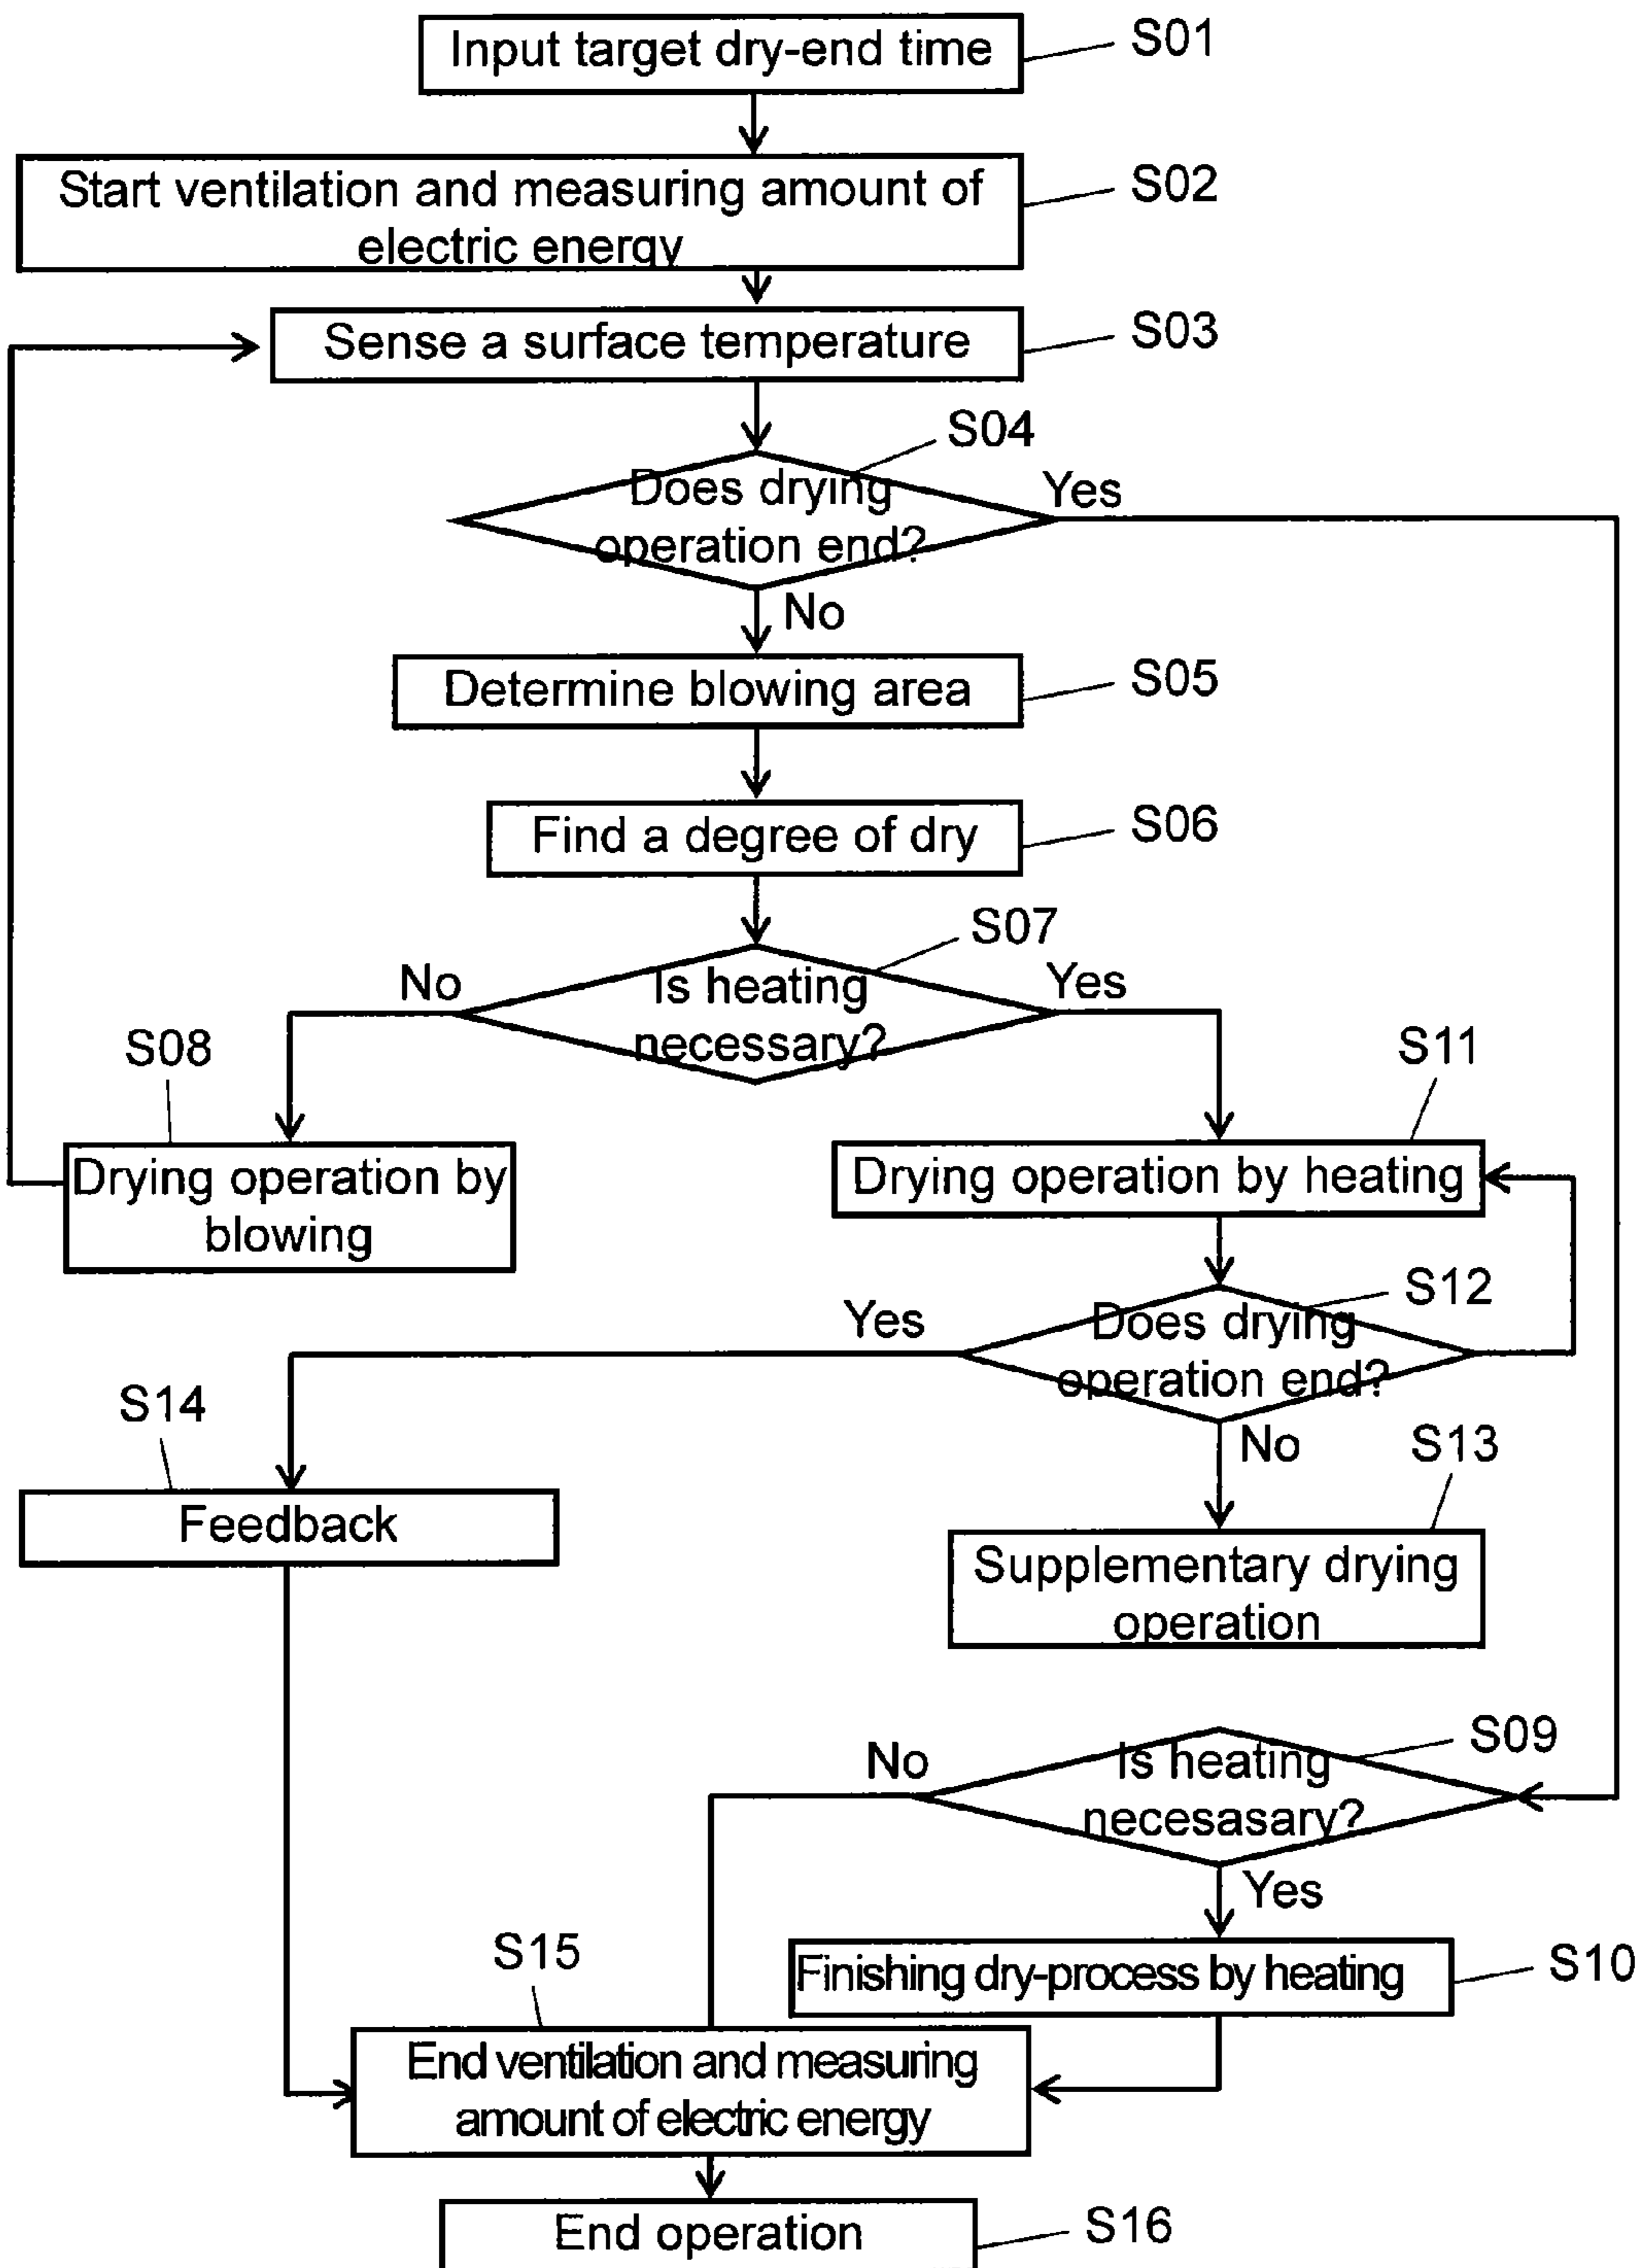 Input target dry-end time
S01
Start ventilation and measuring amount of
electric energy
S02
Sense a surface temperature
S03
S04
Does drying
operation end?
Yes
No
Determine blowing area
S05
Find a degree of dry
S06
S07
Is heating
necessary?
No
Yes
S08
Drying operation by
blowing
S11
Drying operation by heating
S12
Does drying
operation end?
Yes
No
S14
Feedback
S13
Supplementary drying
operation
S09
Is heating
necesasary?
No
Yes
S10
Finishing dry-process by heating
S15
End ventilation and measuring
amount of electric energy
End operation
S16